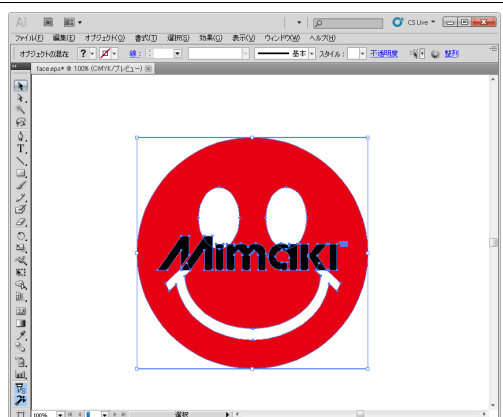 Ai
CS Live
ファイル(F) 編集(E) オブジェクト(O) 書式(T) 選択(S) 効果(C) 表示(V) ウィンドウ(W) ヘルプ(H)
オブジェクトの混在 ? 線: 基本 スタイル: 不透明度 整列
face.eps* @ 100% (CMYK/プレビュー)
Mimaki
100% 選択